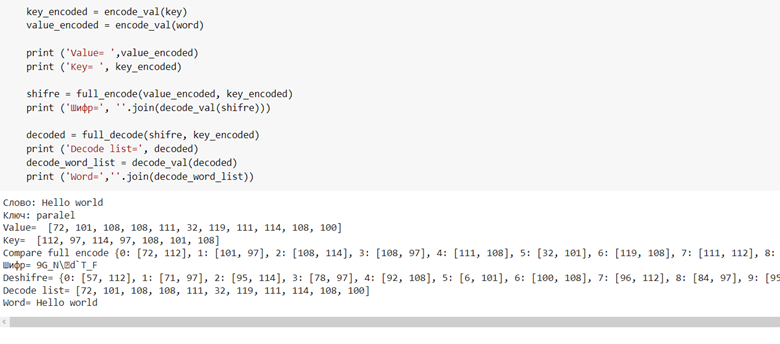 key_encoded = encode_val(key)
value_encoded = encode_val(word)
print ('Value= ',value_encoded)
print ('Key= ', key_encoded)
shifre = full_encode(value_encoded, key_encoded)
print ('Шифр=', ''.join(decode_val(shifre)))
decoded = full_decode(shifre, key_encoded)
print ('Decode list=', decoded)
decode_word_list = decode_val(decoded)
print ('Word=',''.join(decode_word_list))
Слово: Hello world
Ключ: paralel
Value=  [72, 101, 108, 108, 111, 32, 119, 111, 114, 108, 100]
Key=  [112, 97, 114, 97, 108, 101, 108]
Compare full encode {0: [72, 112], 1: [101, 97], 2: [108, 114], 3: [108, 97], 4: [111, 108], 5: [32, 101], 6: [119, 108], 7: [111, 112], 8:
Шифр= 9G_N\d`T_F
Deshifre= {0: [57, 112], 1: [71, 97], 2: [95, 114], 3: [78, 97], 4: [92, 108], 5: [6, 101], 6: [100, 108], 7: [96, 112], 8: [84, 97], 9: [95
Decode list= [72, 101, 108, 108, 111, 32, 119, 111, 114, 108, 100]
Word= Hello world